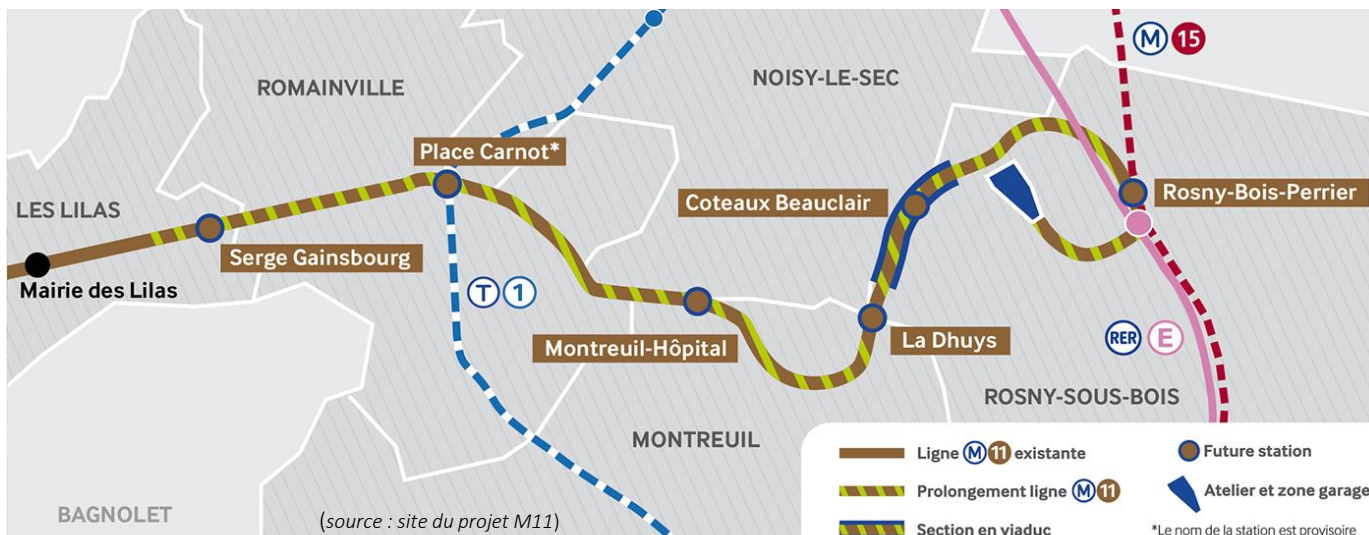 M 15
ROMAINVILLE
NOISY-LE-SEC
Place Carnot*
LES LILAS
Coteaux Beauclair
Rosny-Bois-Perrier
Serge Gainsbourg
Mairie des Lilas
T 1
Montreuil-Hôpital
La Dhuys
RER E
ROSNY-SOUS-BOIS
MONTREUIL
BAGNOLET
(source : site du projet M11)
Ligne M 11 existante
Future station
Prolongement ligne M 11
Atelier et zone garage
Section en viaduc
*Le nom de la station est provisoire